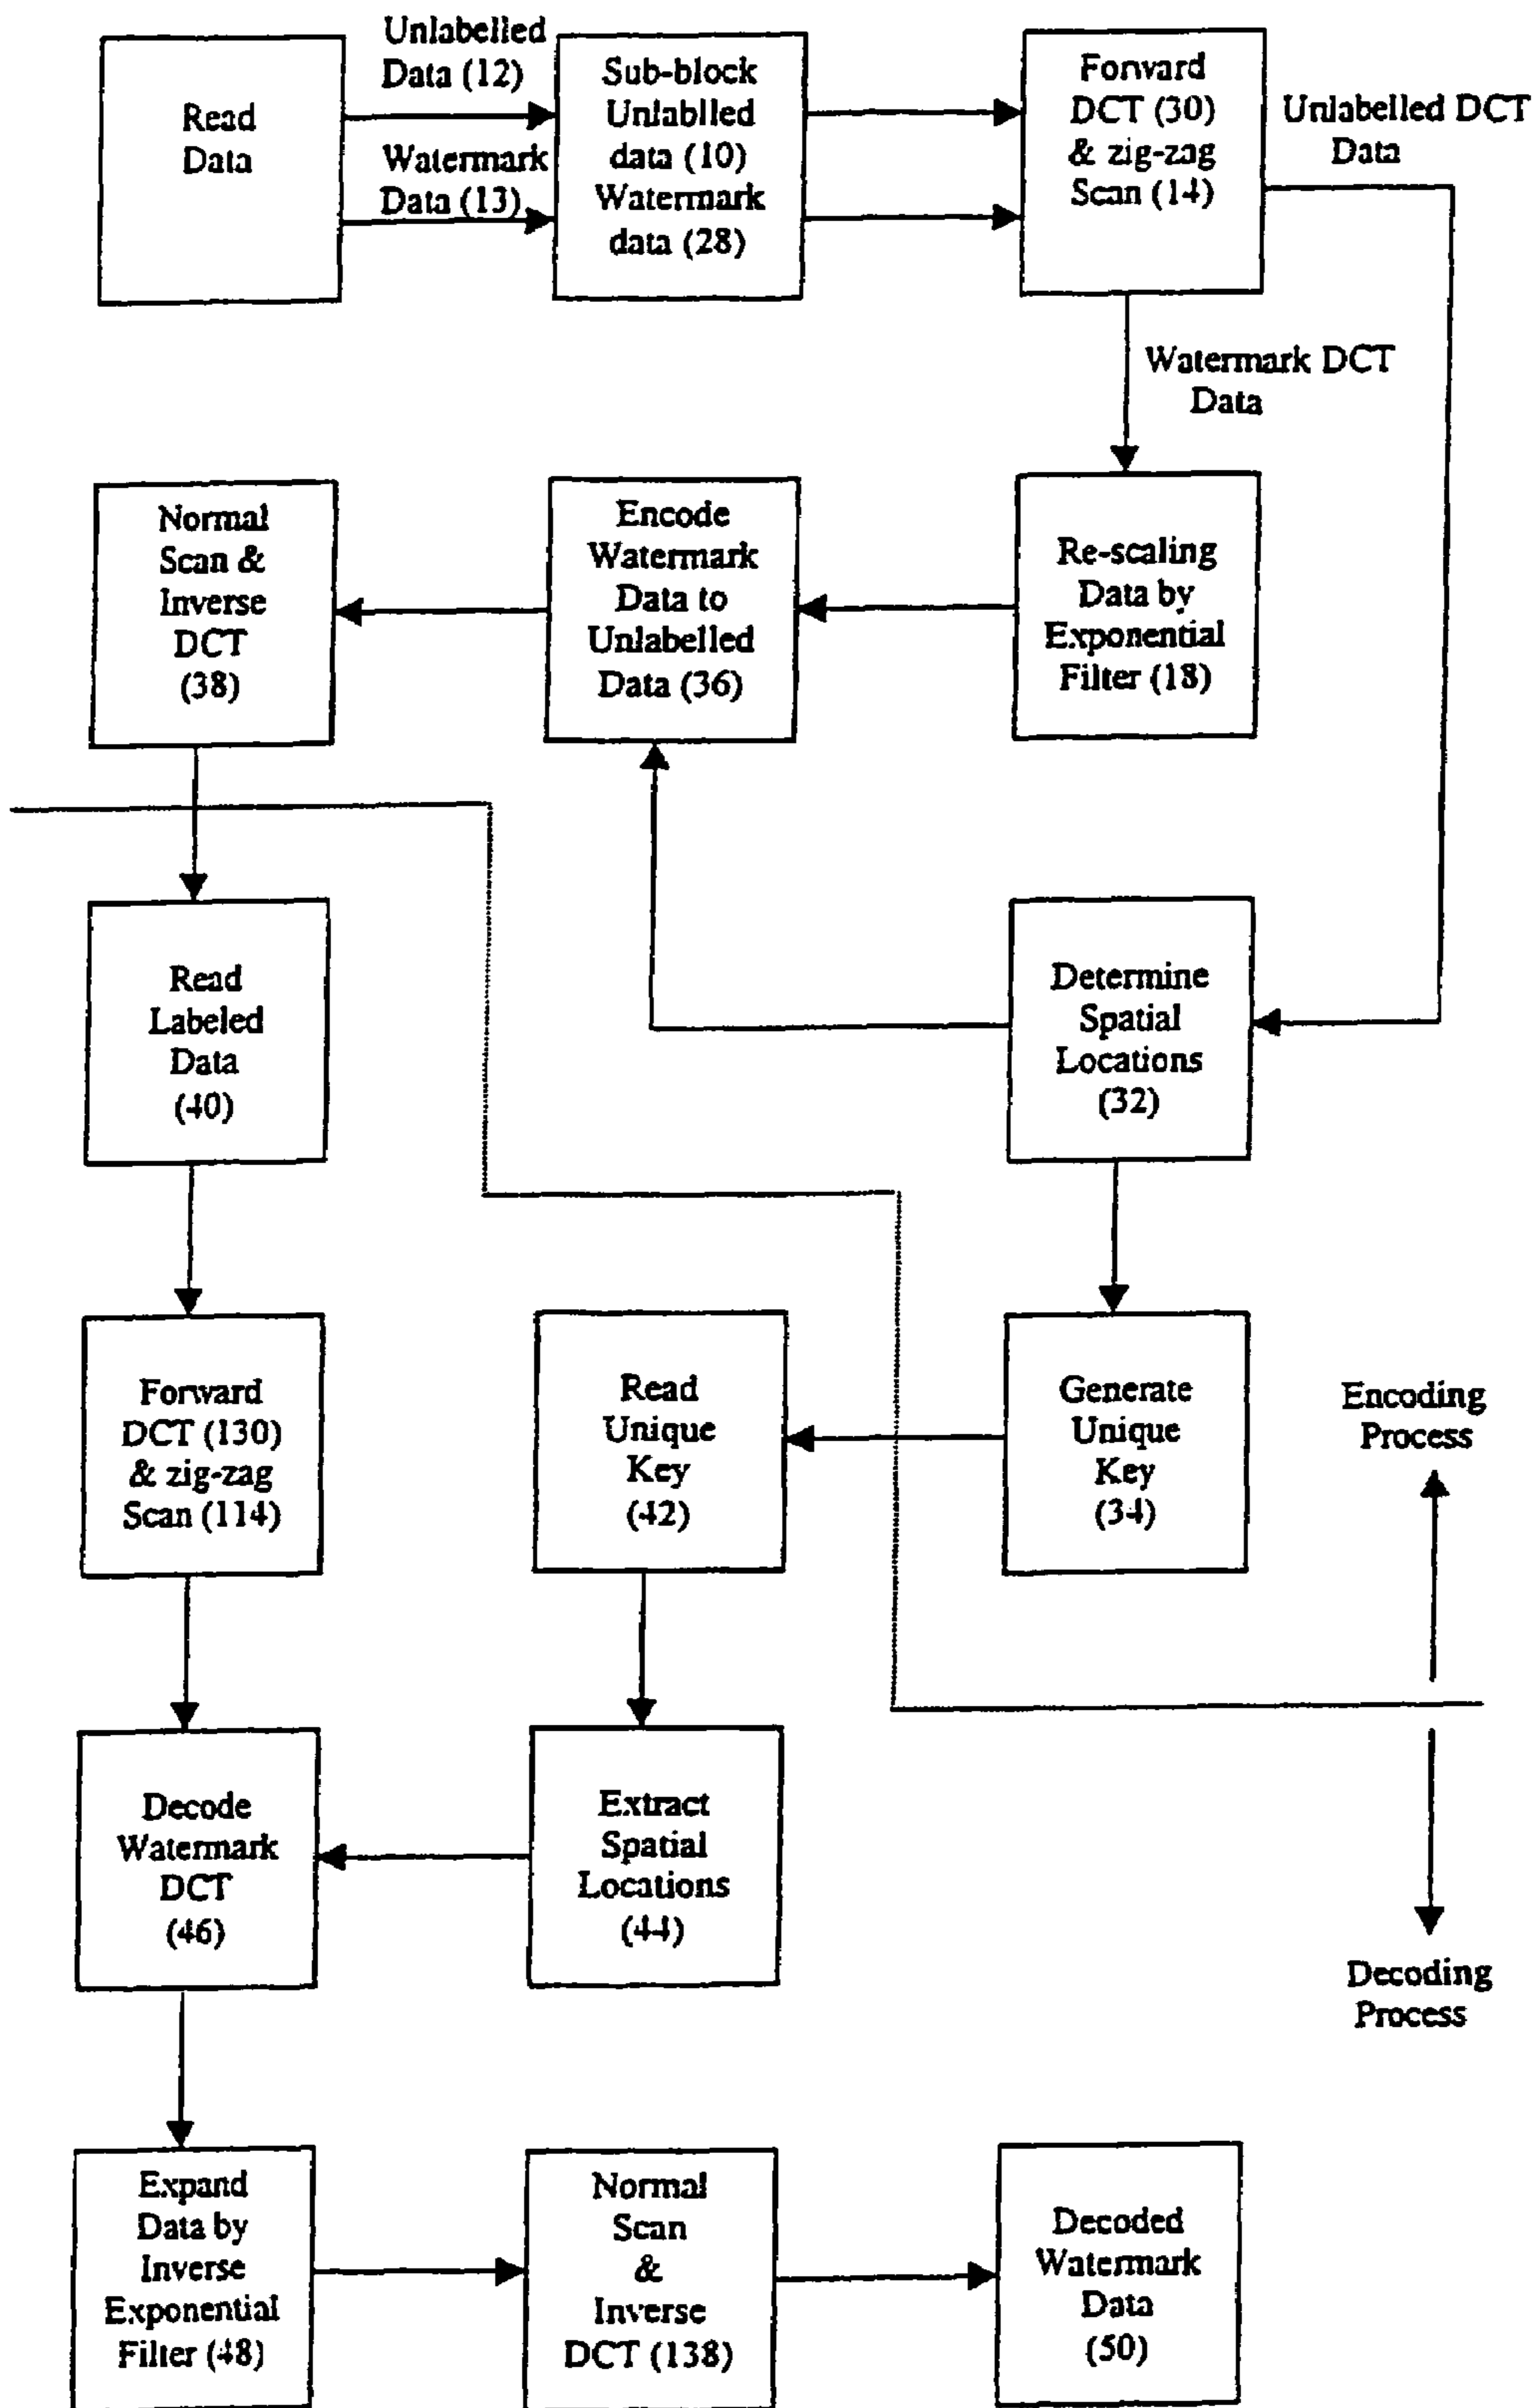 Read
Data
Unlabelled
Data (12)
Watermark
Data (13)
Sub-block
Unlablled
data (10)
Watermark
data (28)
Forward
DCT (30)
& zig-zag
Scan (14)
Unlabelled DCT
Data
Watermark DCT
Data
Normal
Scan &
Inverse
DCT
(38)
Encode
Watermark
Data to
Unlabelled
Data (36)
Re-scaling
Data by
Exponential
Filter (18)
Read
Labeled
Data
(40)
Determine
Spatial
Locations
(32)
Forward
DCT (130)
& zig-zag
Scan (114)
Read
Unique
Key
(42)
Generate
Unique
Key
(34)
Encoding
Process
Decode
Watermark
DCT
(46)
Extract
Spatial
Locations
(44)
Decoding
Process
Expand
Data by
Inverse
Exponential
Filter (48)
Normal
Scan
&
Inverse
DCT (138)
Decoded
Watermark
Data
(50)